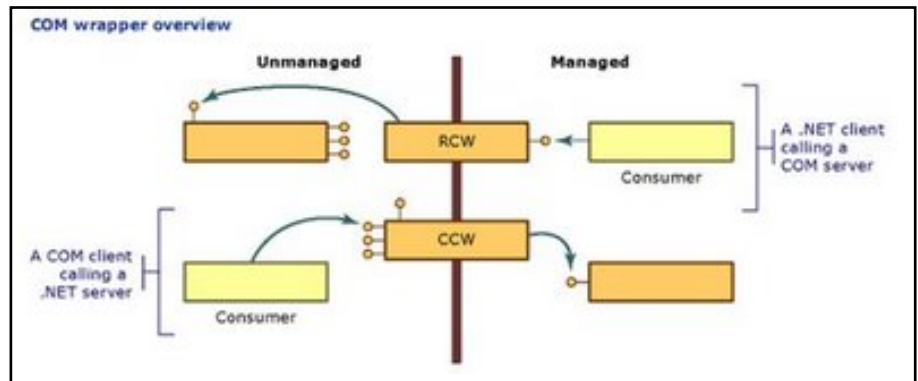 COM wrapper overview
Unmanaged
Managed
RCW
Consumer
A .NET client
calling a
COM server
CCW
A COM client
calling a
.NET server
Consumer